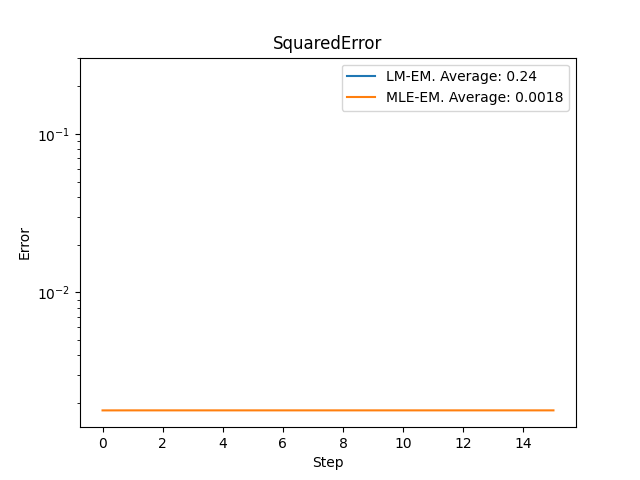 SquaredError
LM-EM. Average: 0.24
MLE-EM. Average: 0.0018
10⁻¹
10⁻²
Error
0 2 4 6 8 10 12 14
Step